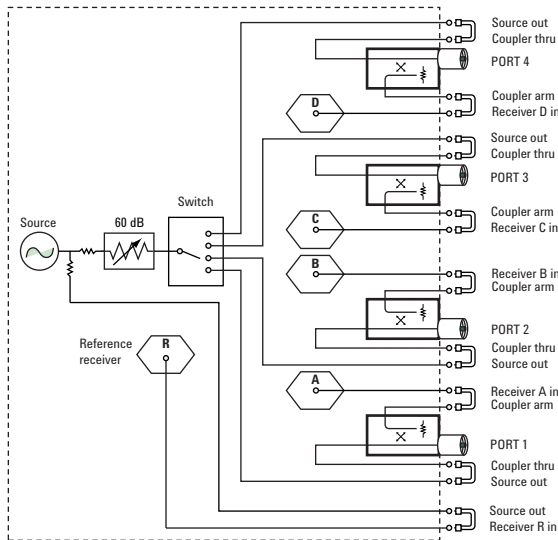 Source out
Coupler thru
PORT 4
Coupler arm
D
Receiver D in
Source out
Coupler thru
PORT 3
Switch
60 dB
Source
Coupler arm
C
Receiver C in
B
Receiver B in
Coupler arm
PORT 2
Reference
receiver
R
Coupler thru
Source out
A
Receiver A in
Coupler arm
PORT 1
Coupler thru
Source out
Source out
Receiver R in